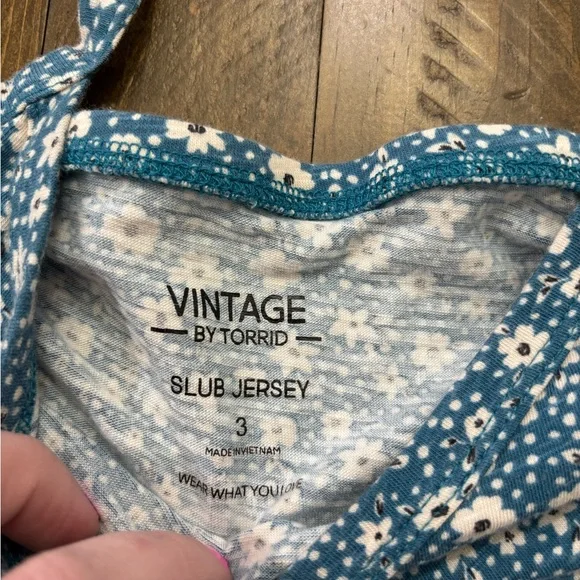 VINTAGE
BY TORRID
SLUB JERSEY
3
MADE IN VIETNAM
WEAR WHAT YOU LOVE